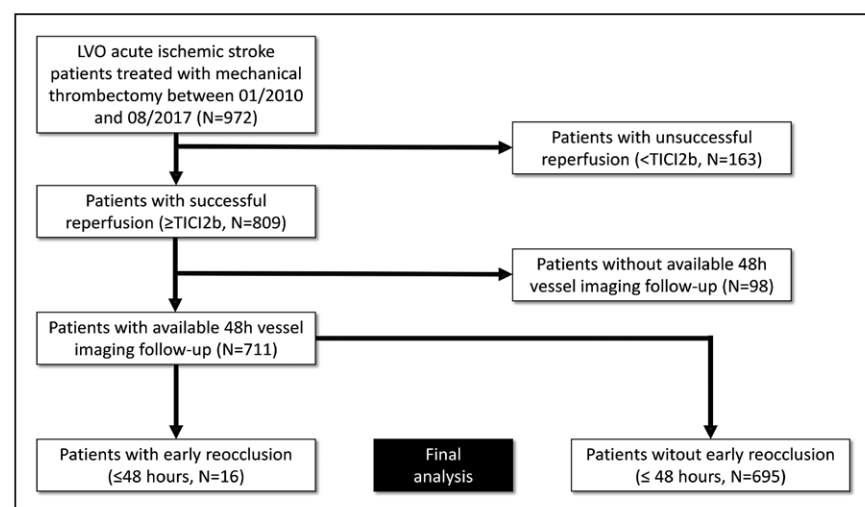 LVO acute ischemic stroke
patients treated with mechanical
thrombectomy between 01/2010
and 08/2017 (N=972)
Patients with unsuccessful
reperfusion (<TICI2b, N=163)
Patients with successful
reperfusion (≥TICI2b, N=809)
Patients without available 48h
vessel imaging follow-up (N=98)
Patients with available 48h vessel
imaging follow-up (N=711)
Patients with early reocclusion
(≤48 hours, N=16)
Final
analysis
Patients witout early reocclusion
(≤ 48 hours, N=695)